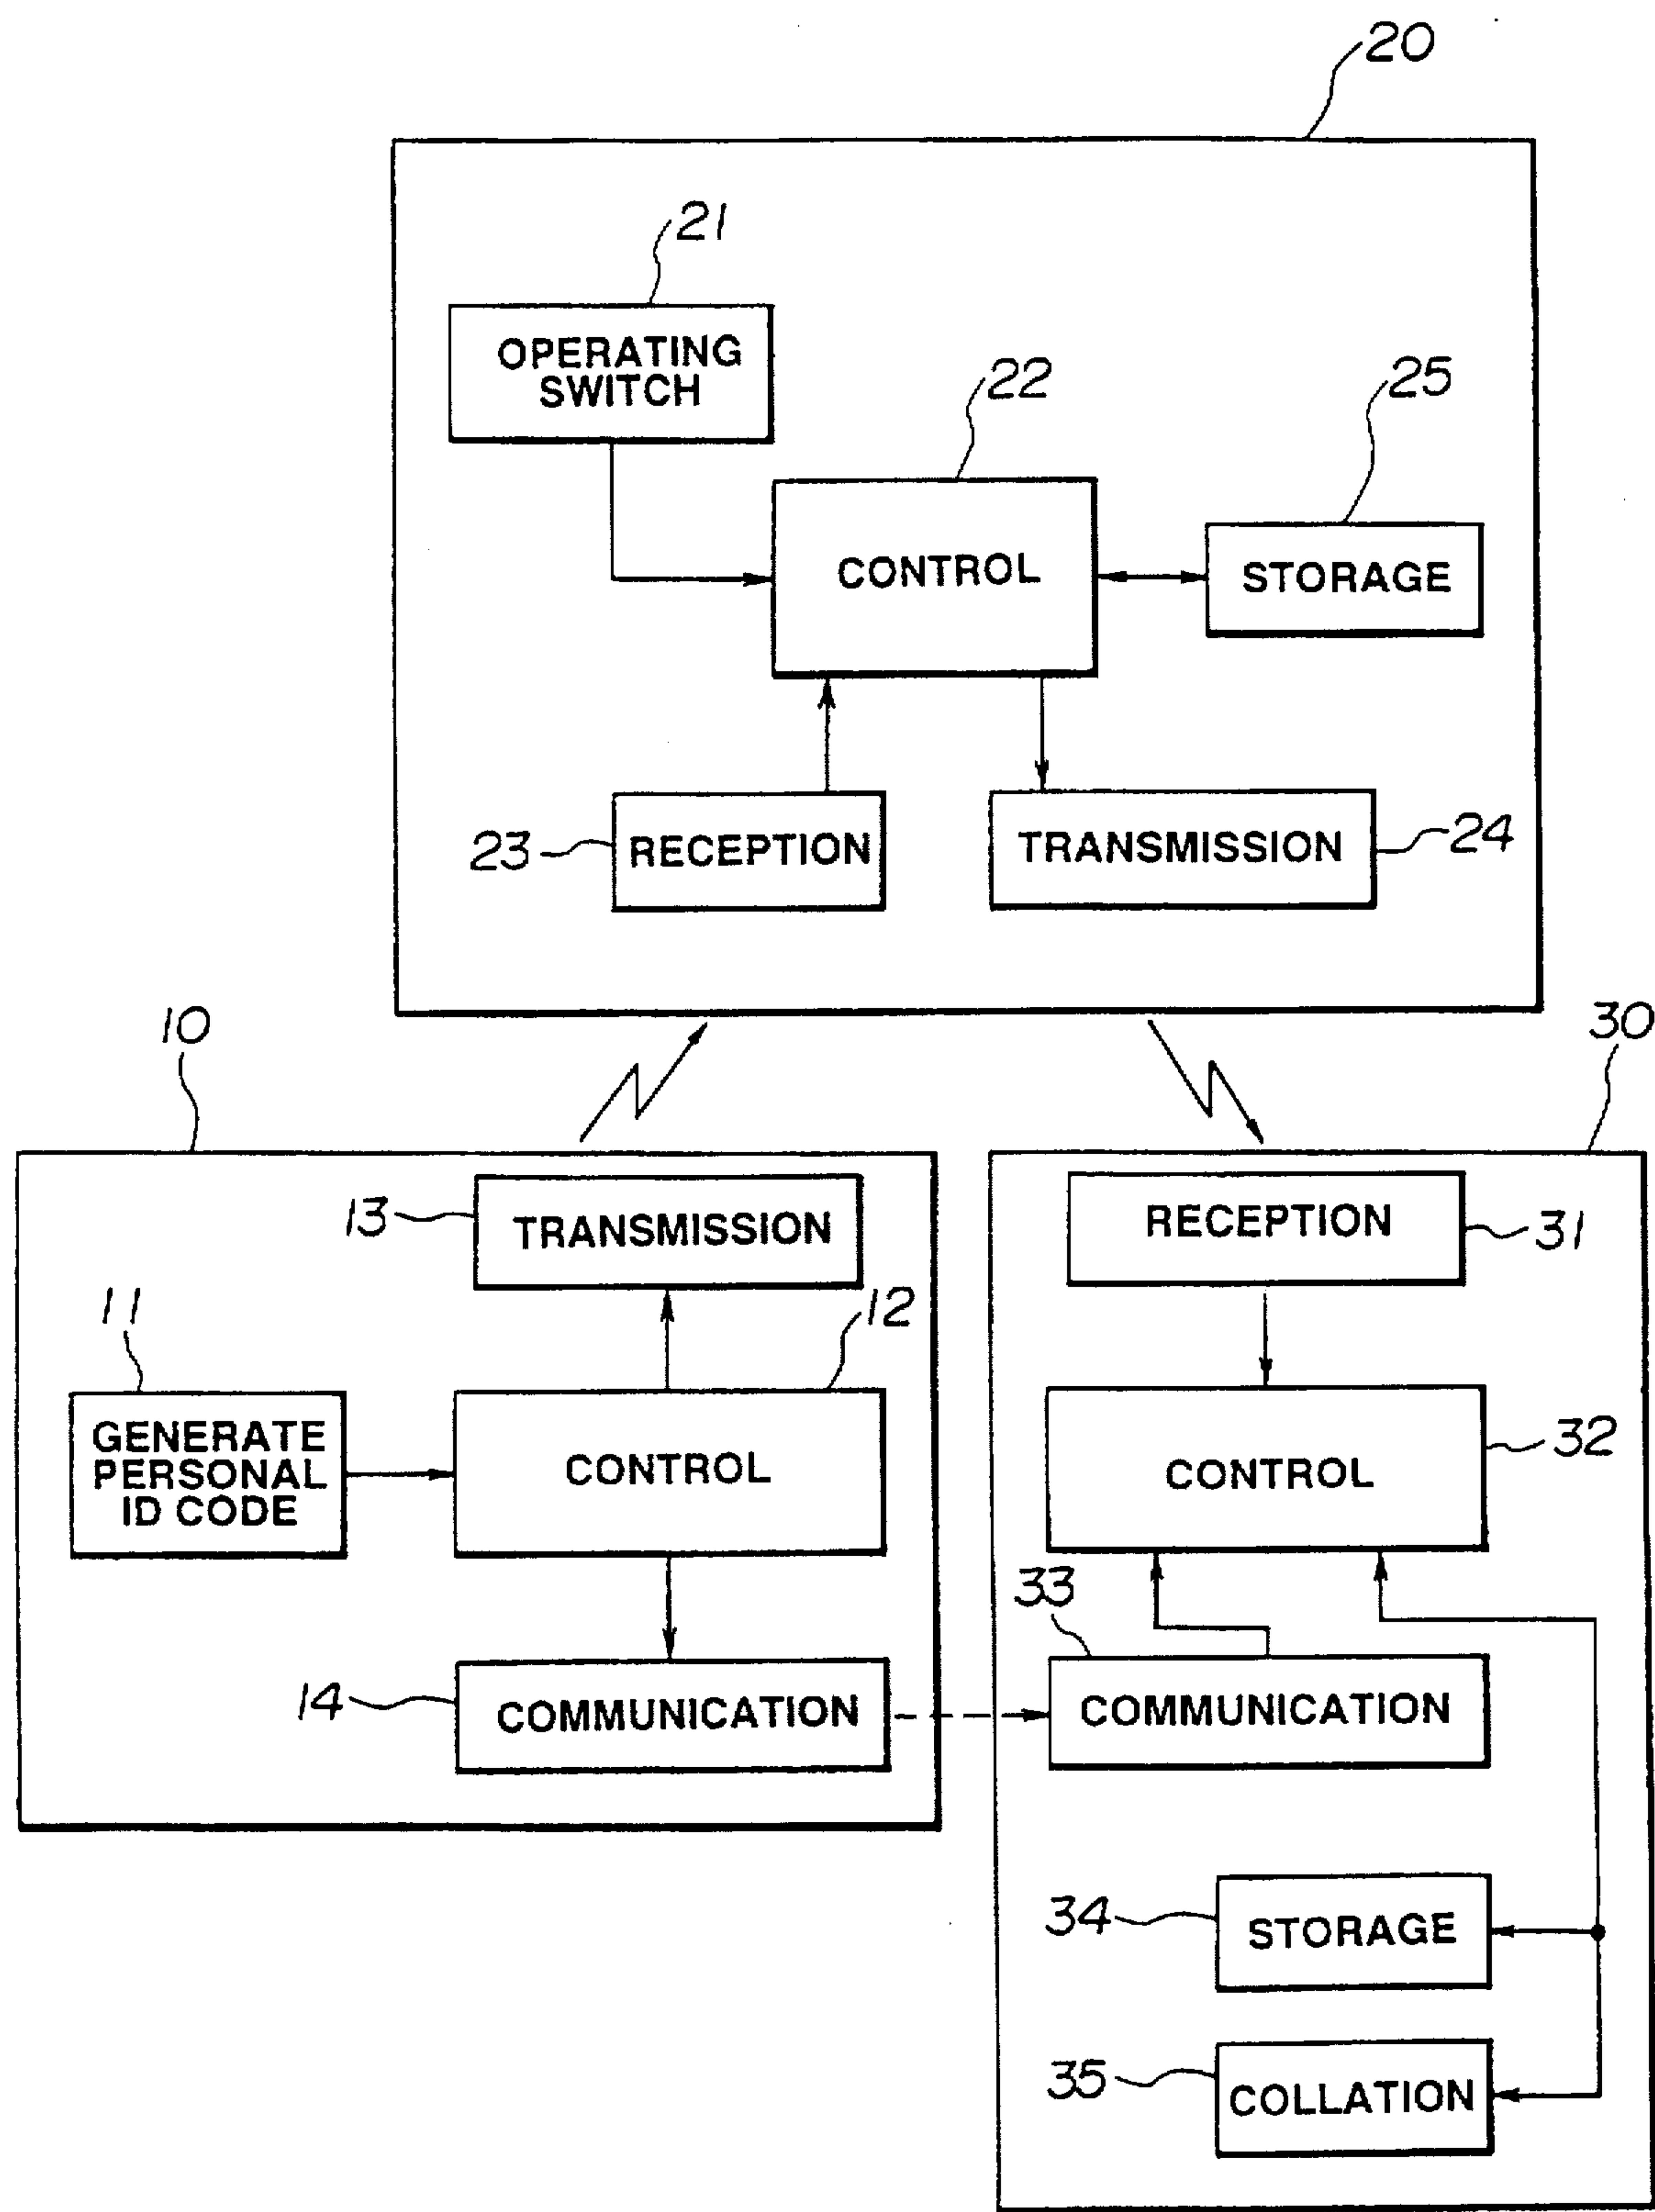 20
21
OPERATING
SWITCH
22
25
CONTROL
STORAGE
23
RECEPTION
TRANSMISSION
24
10
30
13
TRANSMISSION
RECEPTION
31
11
12
GENERATE
PERSONAL
ID CODE
CONTROL
CONTROL
32
33
14
COMMUNICATION
COMMUNICATION
34
STORAGE
35
COLLATION